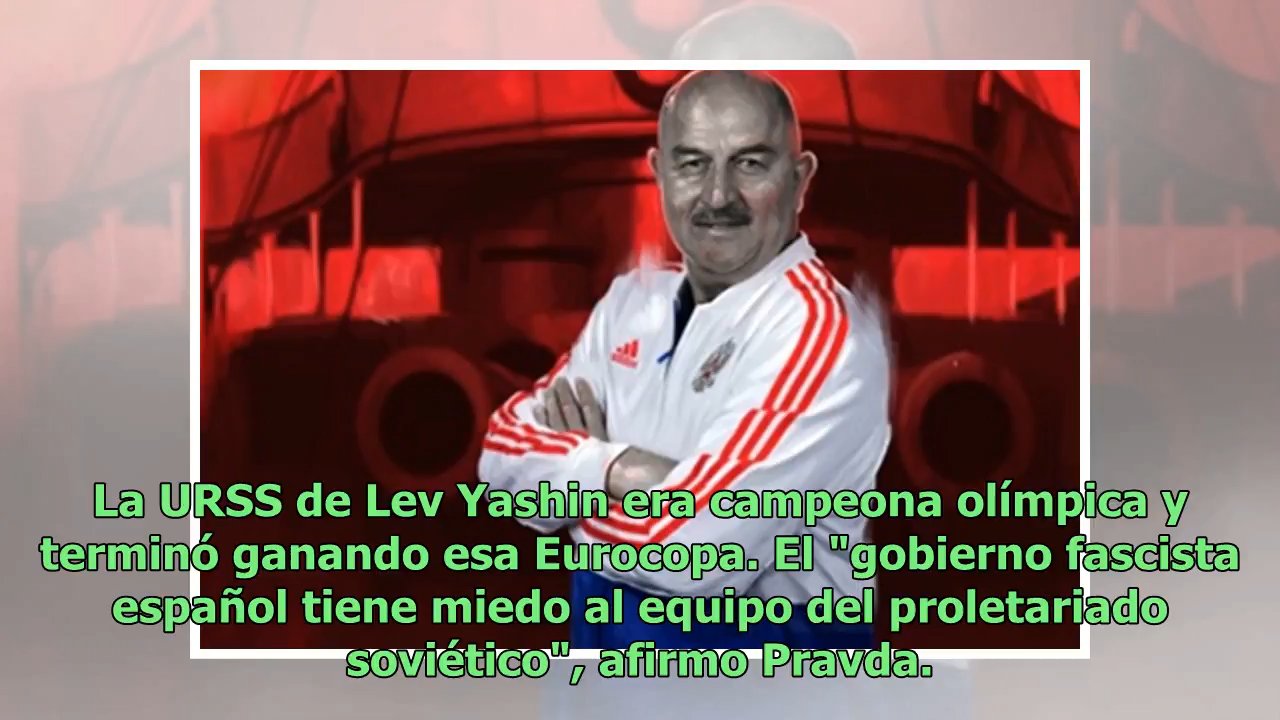 La URSS de Lev Yashin era campeona olímpica y
terminó ganando esa Eurocopa. El "gobierno fascista
español tiene miedo al equipo del proletariado
soviético", afirmo Pravda.